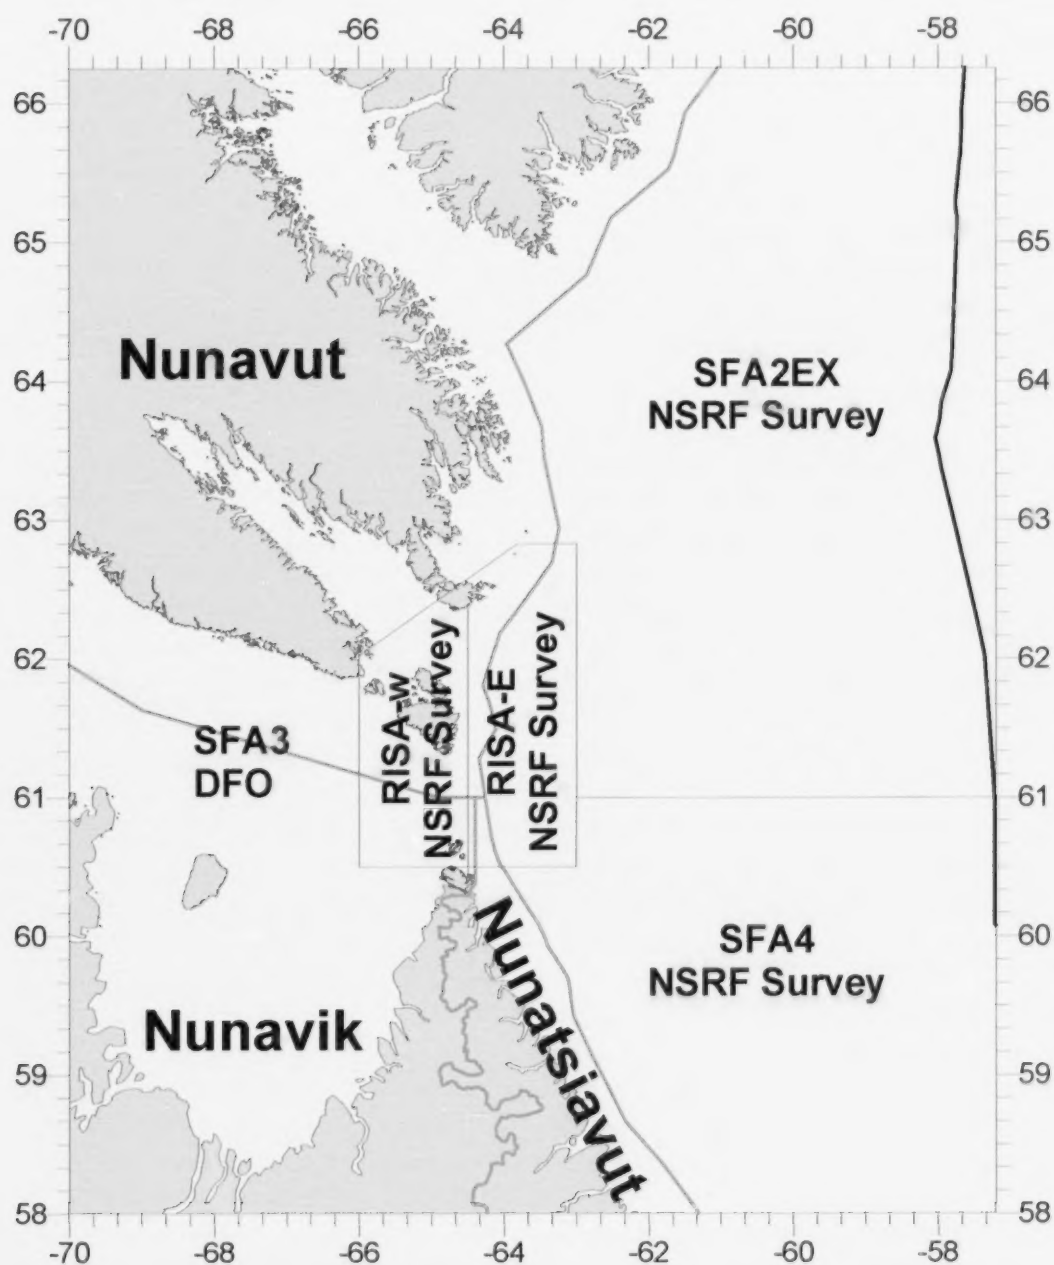 -70 -68 -66 -64 -62 -60 -58
66 66
65 65
Nunavut
64 64
SFA2EX
NSRF Survey
63 63
62 62
RISA-w
NSRF Survey
RISA-E
NSRF Survey
SFA3
DFO
61 61
60 60
SFA4
NSRF Survey
Nunavik
Nunatsiavut
59 59
58 58
-70 -68 -66 -64 -62 -60 -58